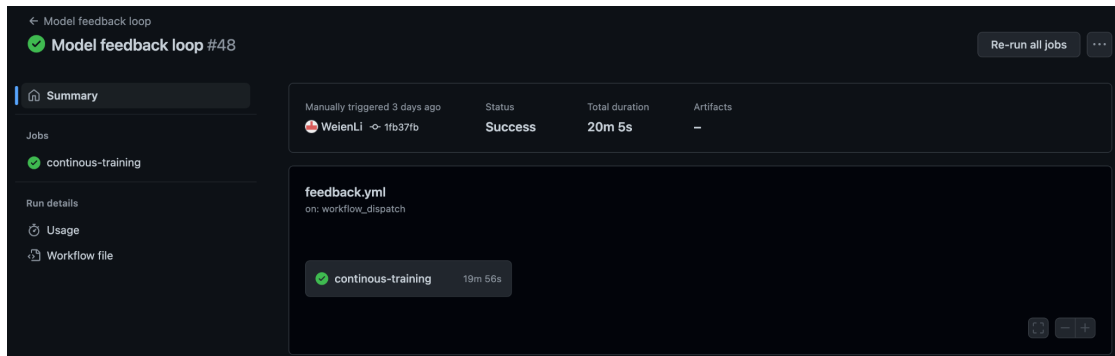 ← Model feedback loop
Model feedback loop #48
Re-run all jobs
Summary
Jobs
continous-training
Run details
Usage
Workflow file
Manually triggered 3 days ago
WeienLi 1fb37fb
Status
Success
Total duration
20m 5s
Artifacts
–
feedback.yml
on: workflow_dispatch
continous-training 19m 56s